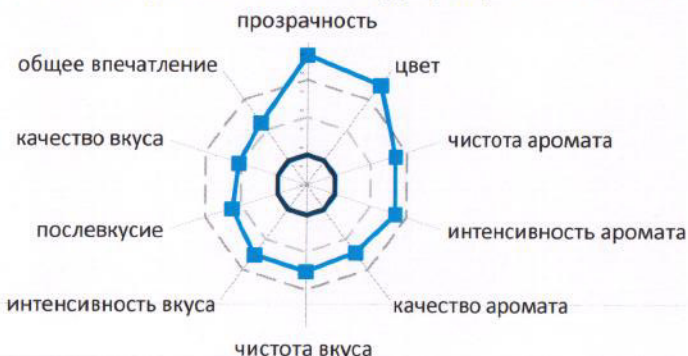 прозрачность
общее впечатление
цвет
качество вкуса
чистота аромата
послевкусие
интенсивность аромата
интенсивность вкуса
качество аромата
чистота вкуса